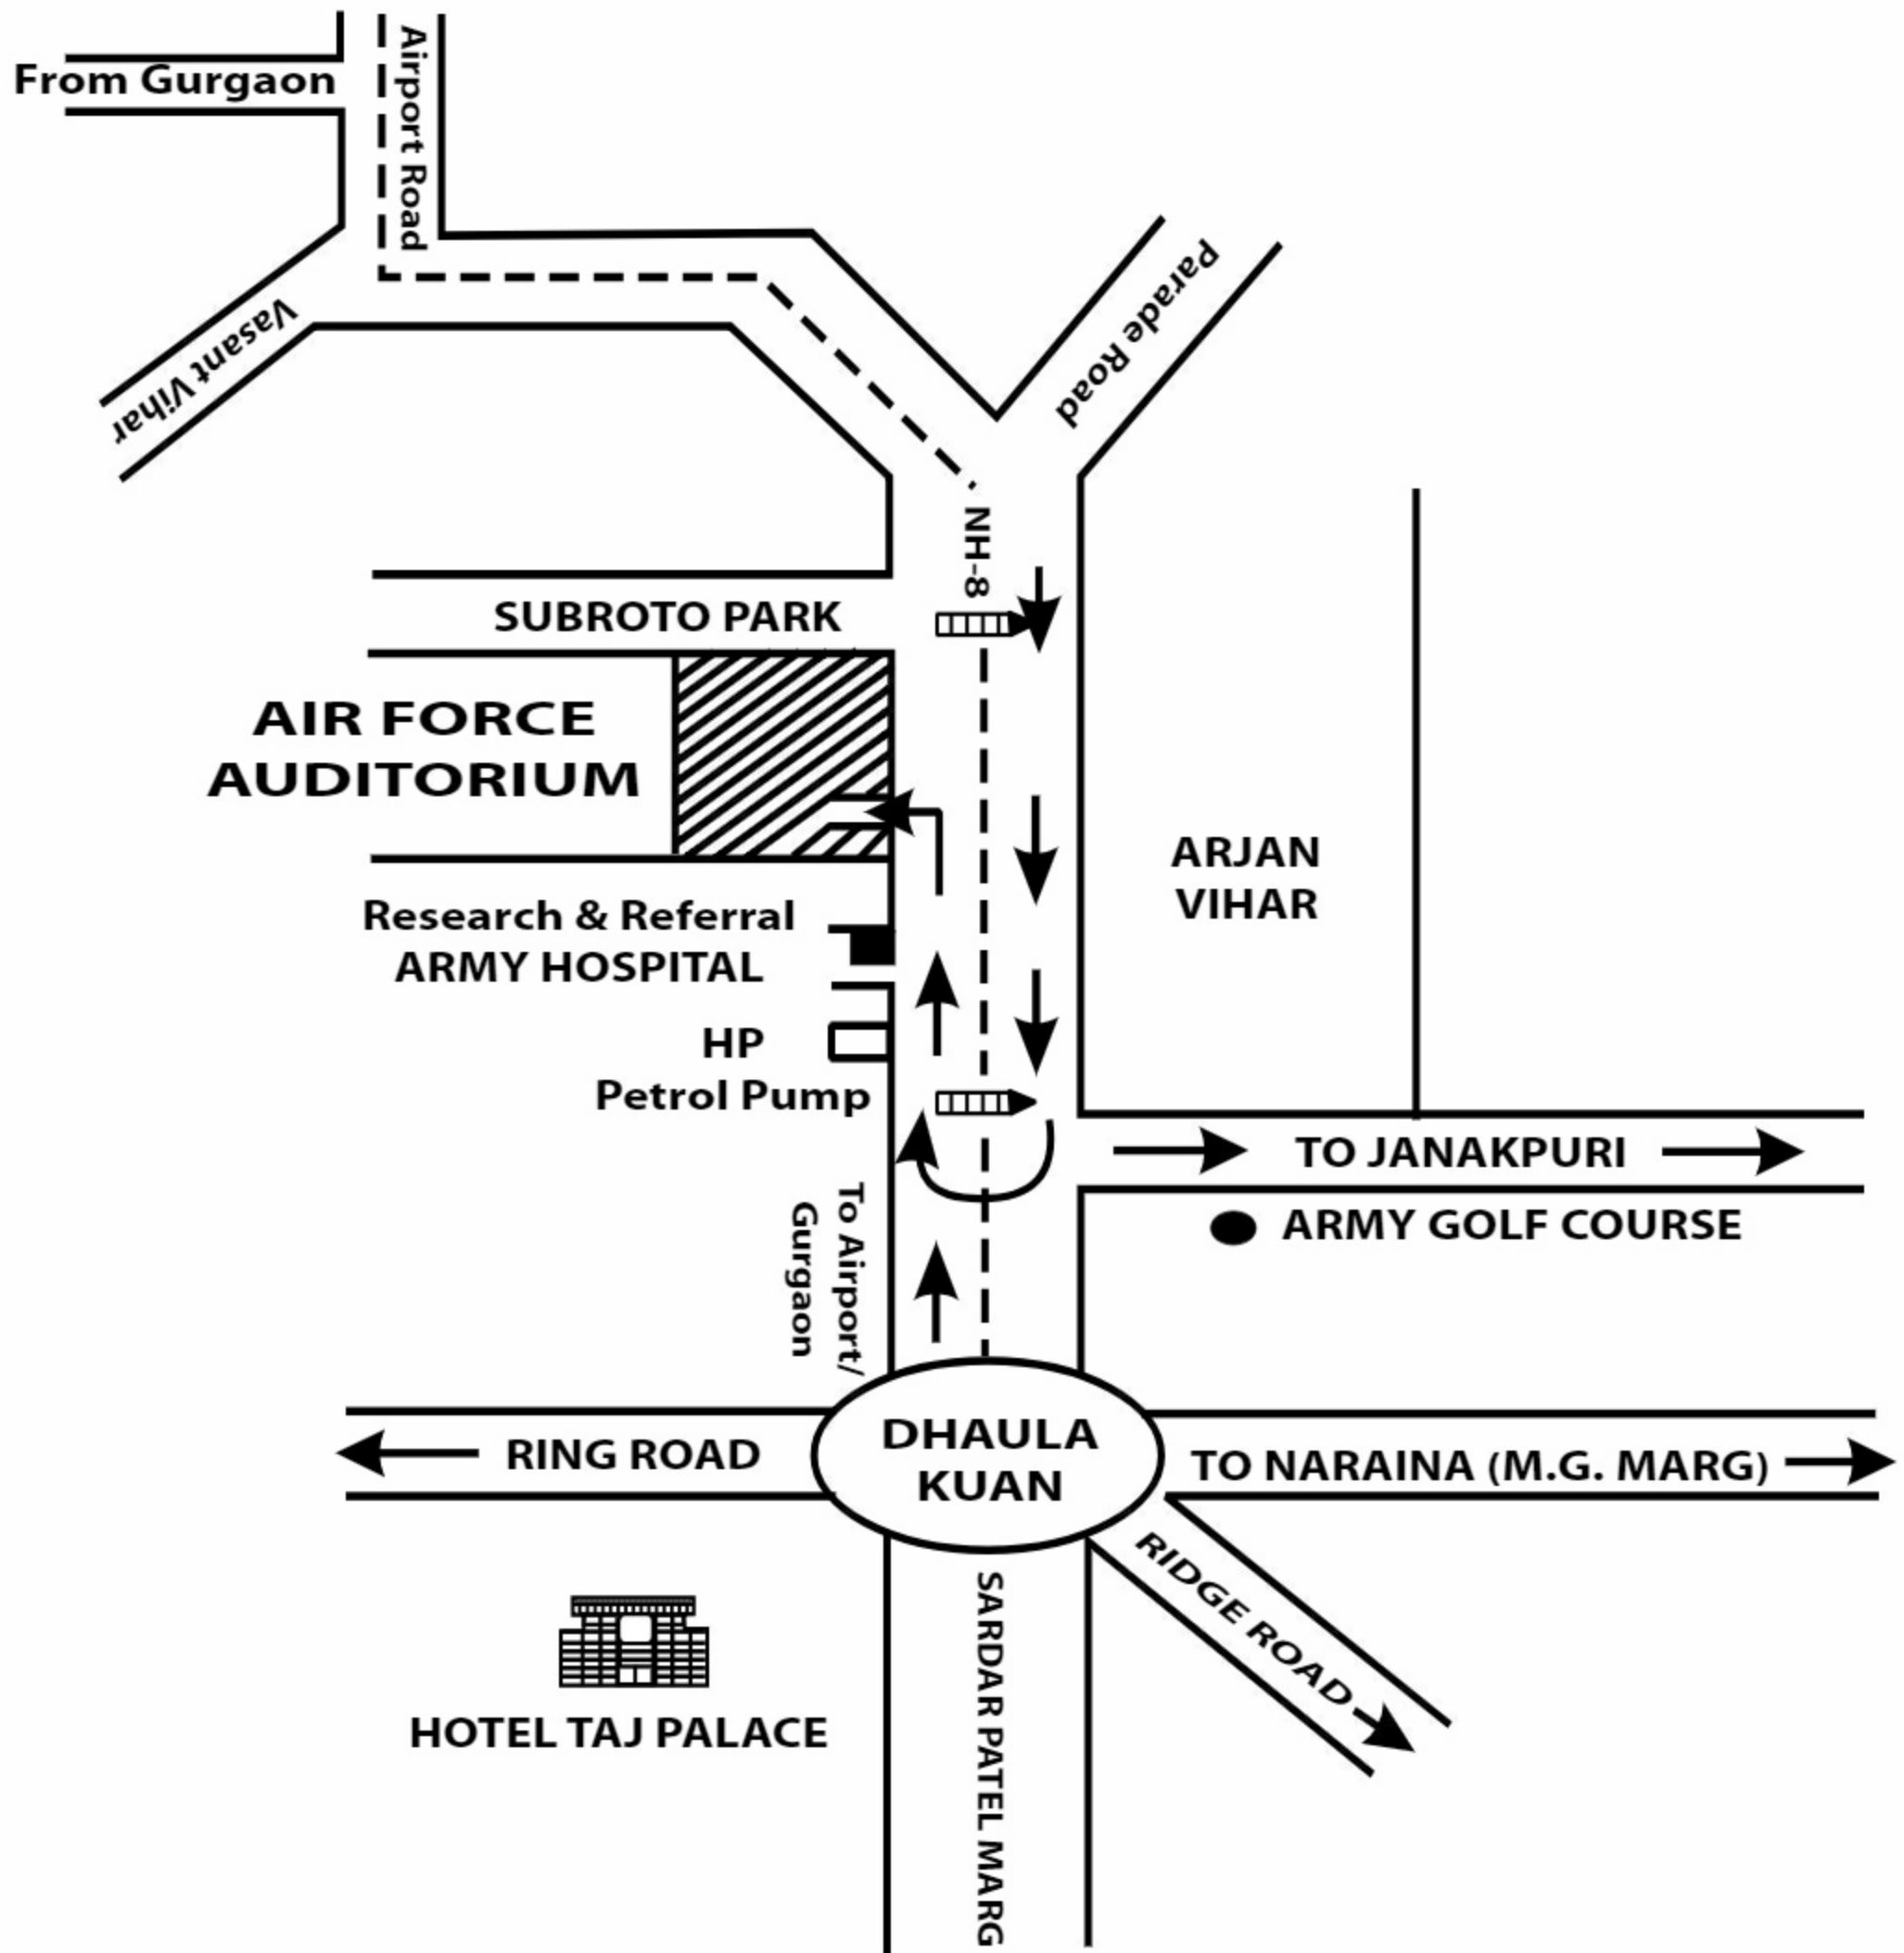 From Gurgaon
Airport Road
Vasant Vihar
Parade Road
NH-8
SUBROTO PARK
AIR FORCE
AUDITORIUM
ARJAN
VIHAR
Research & Referral
ARMY HOSPITAL
HP
Petrol Pump
TO JANAKPURI
ARMY GOLF COURSE
To Airport/
Gurgaon
DHAULA
KUAN
RING ROAD
TO NARAINA (M.G. MARG)
RIDGE ROAD
SARDAR PATEL MARG
HOTEL TAJ PALACE